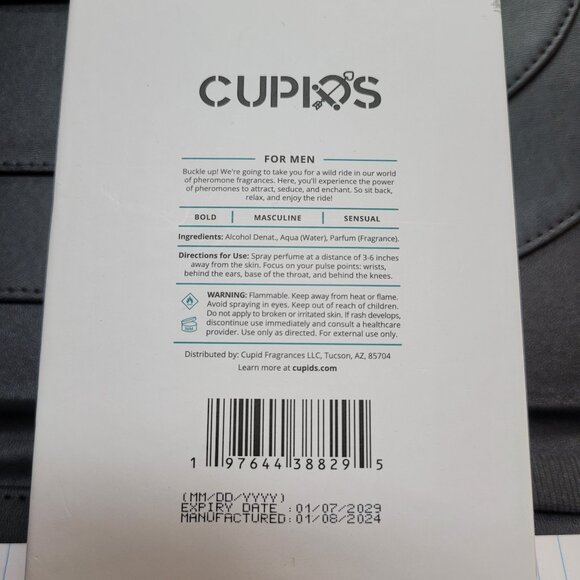 CUPIDS
FOR MEN
Buckle up! We're going to take you for a wild ride in our world
of pheromone fragrances. Here, you'll experience the power
of pheromones to attract, seduce, and enchant. So sit back,
relax, and enjoy the ride!
BOLD | MASCULINE | SENSUAL
Ingredients: Alcohol Denat., Aqua (Water), Parfum (Fragrance).
Directions for Use: Spray perfume at a distance of 3-6 inches
away from the skin. Focus on your pulse points: wrists,
behind the ears, base of the throat, and behind the knees.
WARNING: Flammable. Keep away from heat or flame.
Avoid spraying in eyes. Keep out of reach of children.
Do not apply to broken or irritated skin. If rash develops,
discontinue use immediately and consult a healthcare
provider. Use only as directed. For external use only.
Distributed by: Cupid Fragrances LLC, Tucson, AZ, 85704
Learn more at cupids.com
1 97644 38829 5
(MM/DD/YYYY)
EXPIRY DATE :01/07/2029
MANUFACTURED:01/08/2024